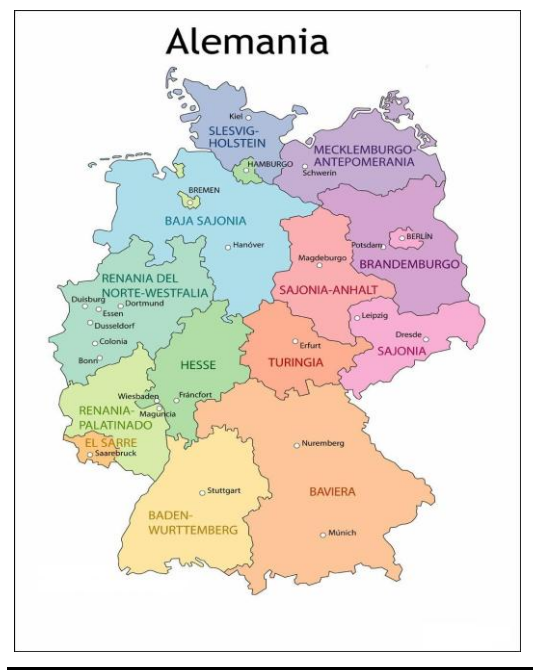 Alemania
Kiel
SLESVIG-
HOLSTEIN
MECKLEMBURGO-
ANTEPOMERANIA
HAMBURGO
Schwerin
BREMEN
BAJA SAJONIA
Hanóver
BERLÍN
Potsdam
BRANDEMBURGO
Magdeburgo
SAJONIA-ANHALT
RENANIA DEL
NORTE-WESTFALIA
Duisburg
Dortmund
Essen
Dusseldorf
Colonia
Bonn
Leipzig
Dresde
SAJONIA
Erfurt
TURINGIA
HESSE
Wiesbaden
Fráncfort
Maguncia
RENANIA-
PALATINADO
EL SARRE
Saarebruck
Nuremberg
Stuttgart
BAVIERA
BADEN-
WURTTEMBERG
Múnich